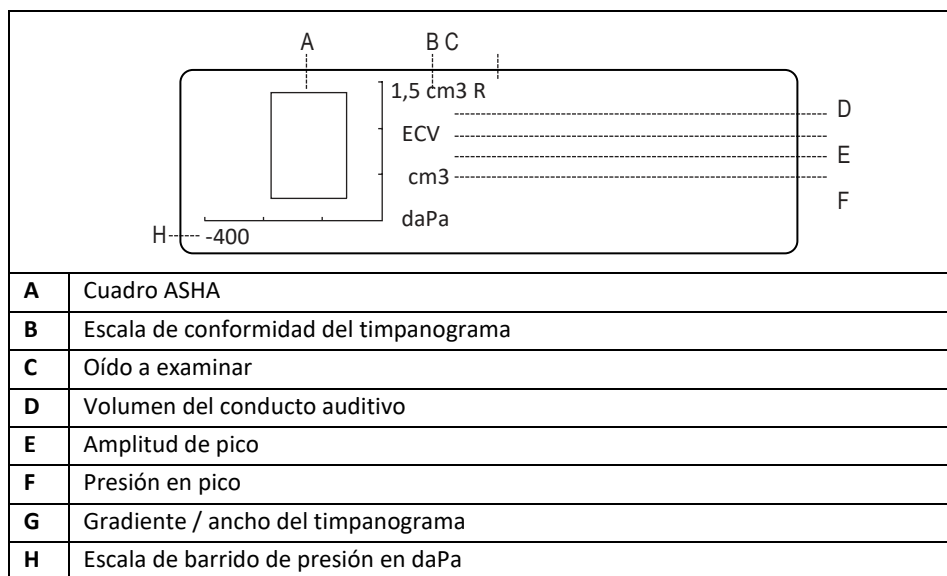 A B C
1,5 cm3 R
D
ECV
E
cm3
F
daPa
H -400
A Cuadro ASHA
B Escala de conformidad del timpanograma
C Oído a examinar
D Volumen del conducto auditivo
E Amplitud de pico
F Presión en pico
G Gradiente / ancho del timpanograma
H Escala de barrido de presión en daPa